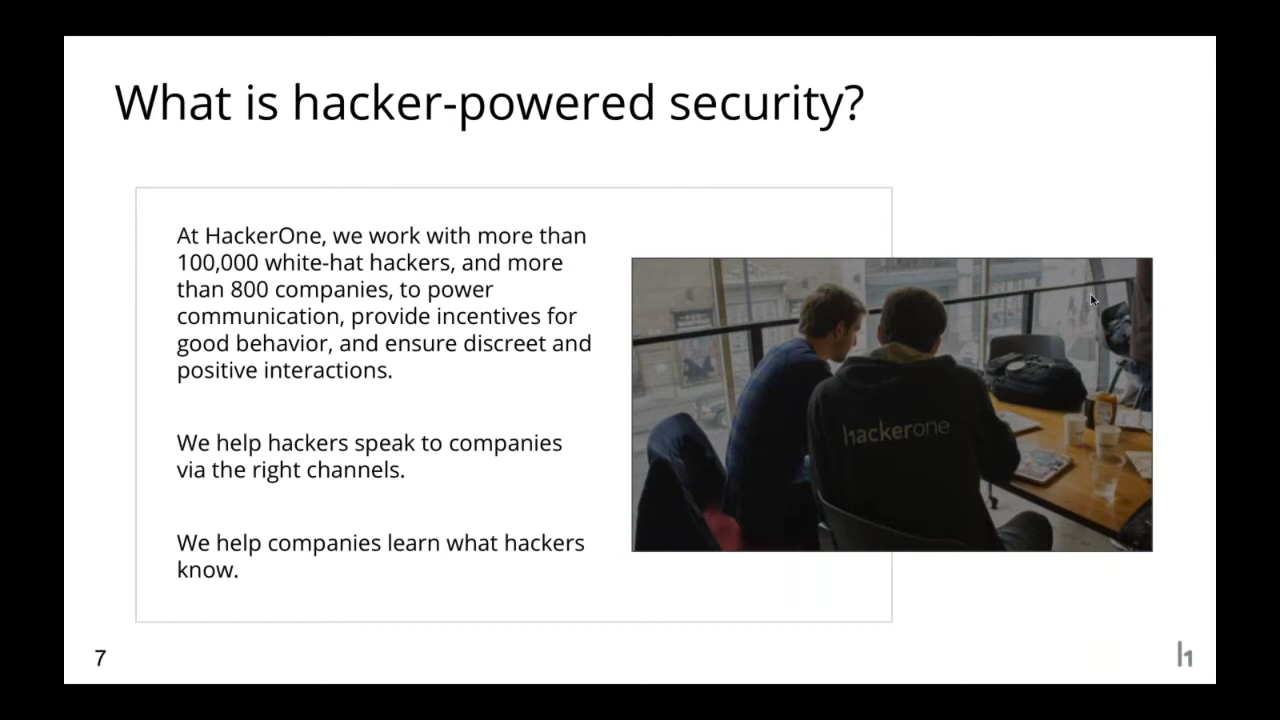 What is hacker-powered security?
At HackerOne, we work with more than
100,000 white-hat hackers, and more
than 800 companies, to power
communication, provide incentives for
good behavior, and ensure discreet and
positive interactions.
We help hackers speak to companies
via the right channels.
We help companies learn what hackers
know.
hackerone
7
h1